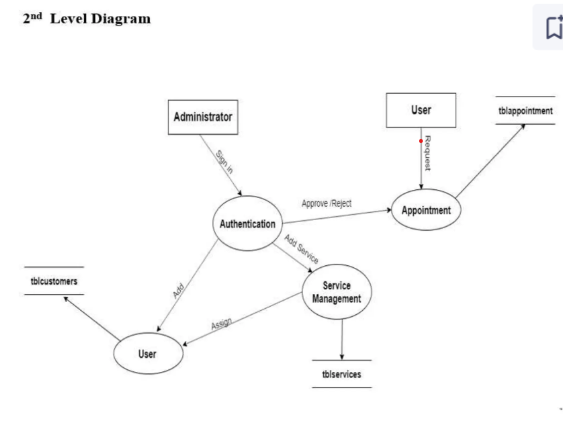 2nd Level Diagram
Administrator
User
tblappointment
Sign in
Request
Approve /Reject
Appointment
Authentication
Add Service
tblcustomers
Add
Service
Management
Assign
User
tblservices